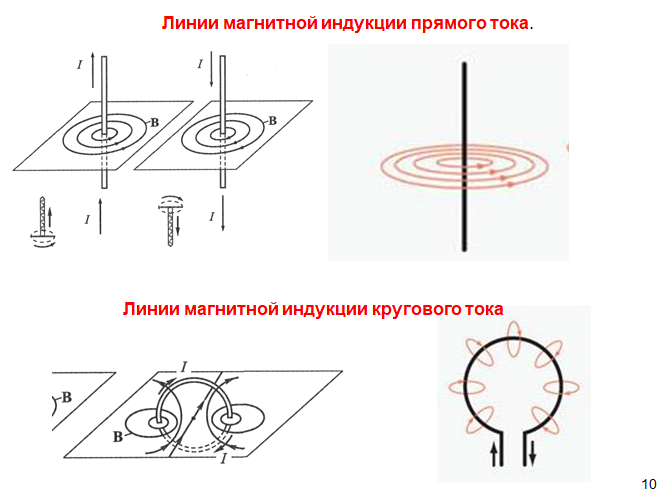 Линии магнитной индукции прямого тока.
I
I
B
B
I
I
Линии магнитной индукции кругового тока
I
B
B
I
10